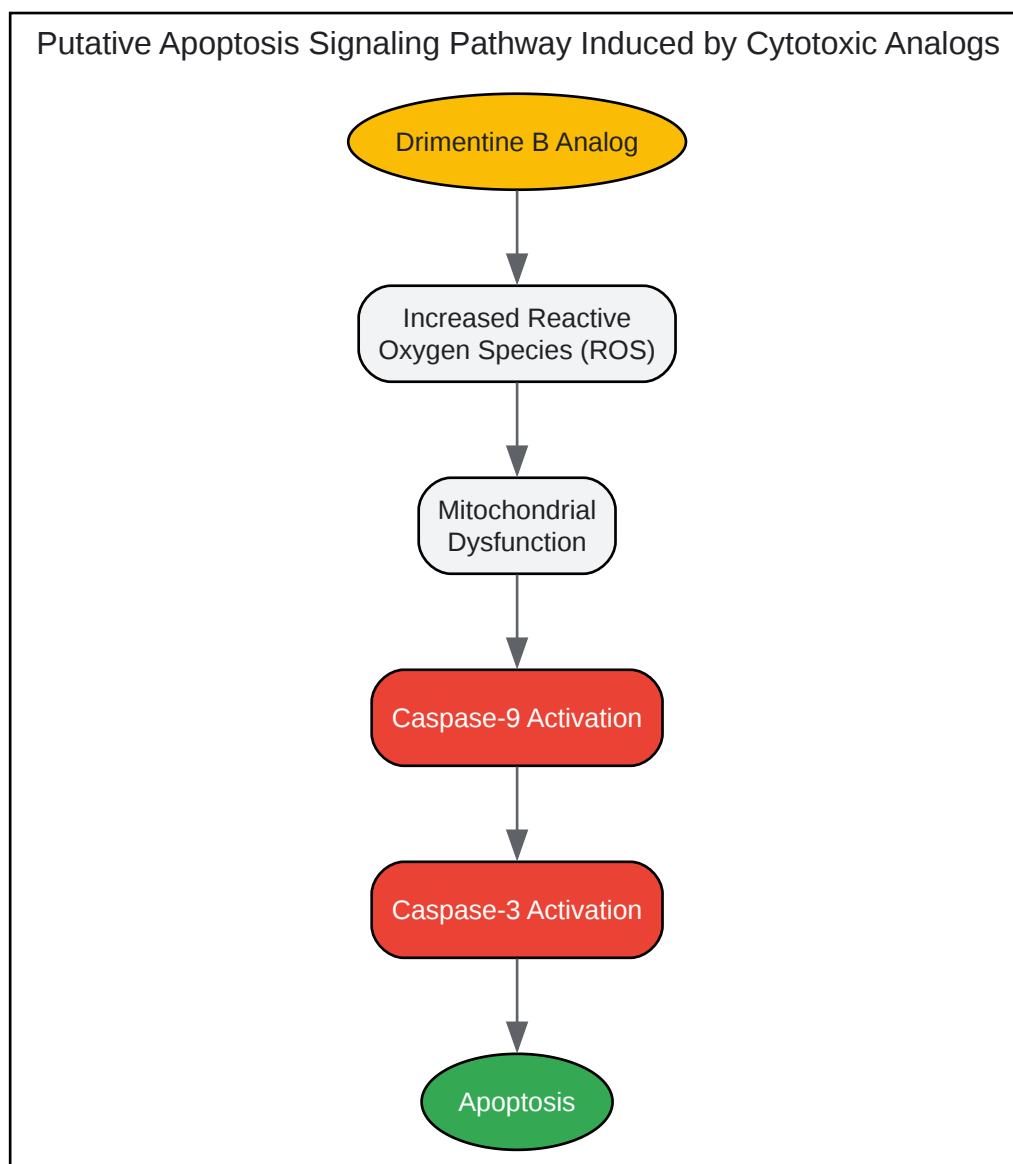 Putative Apoptosis Signaling Pathway Induced by Cytotoxic Analogs
Drimentine B Analog
Increased Reactive
Oxygen Species (ROS)
Mitochondrial
Dysfunction
Caspase-9 Activation
Caspase-3 Activation
Apoptosis